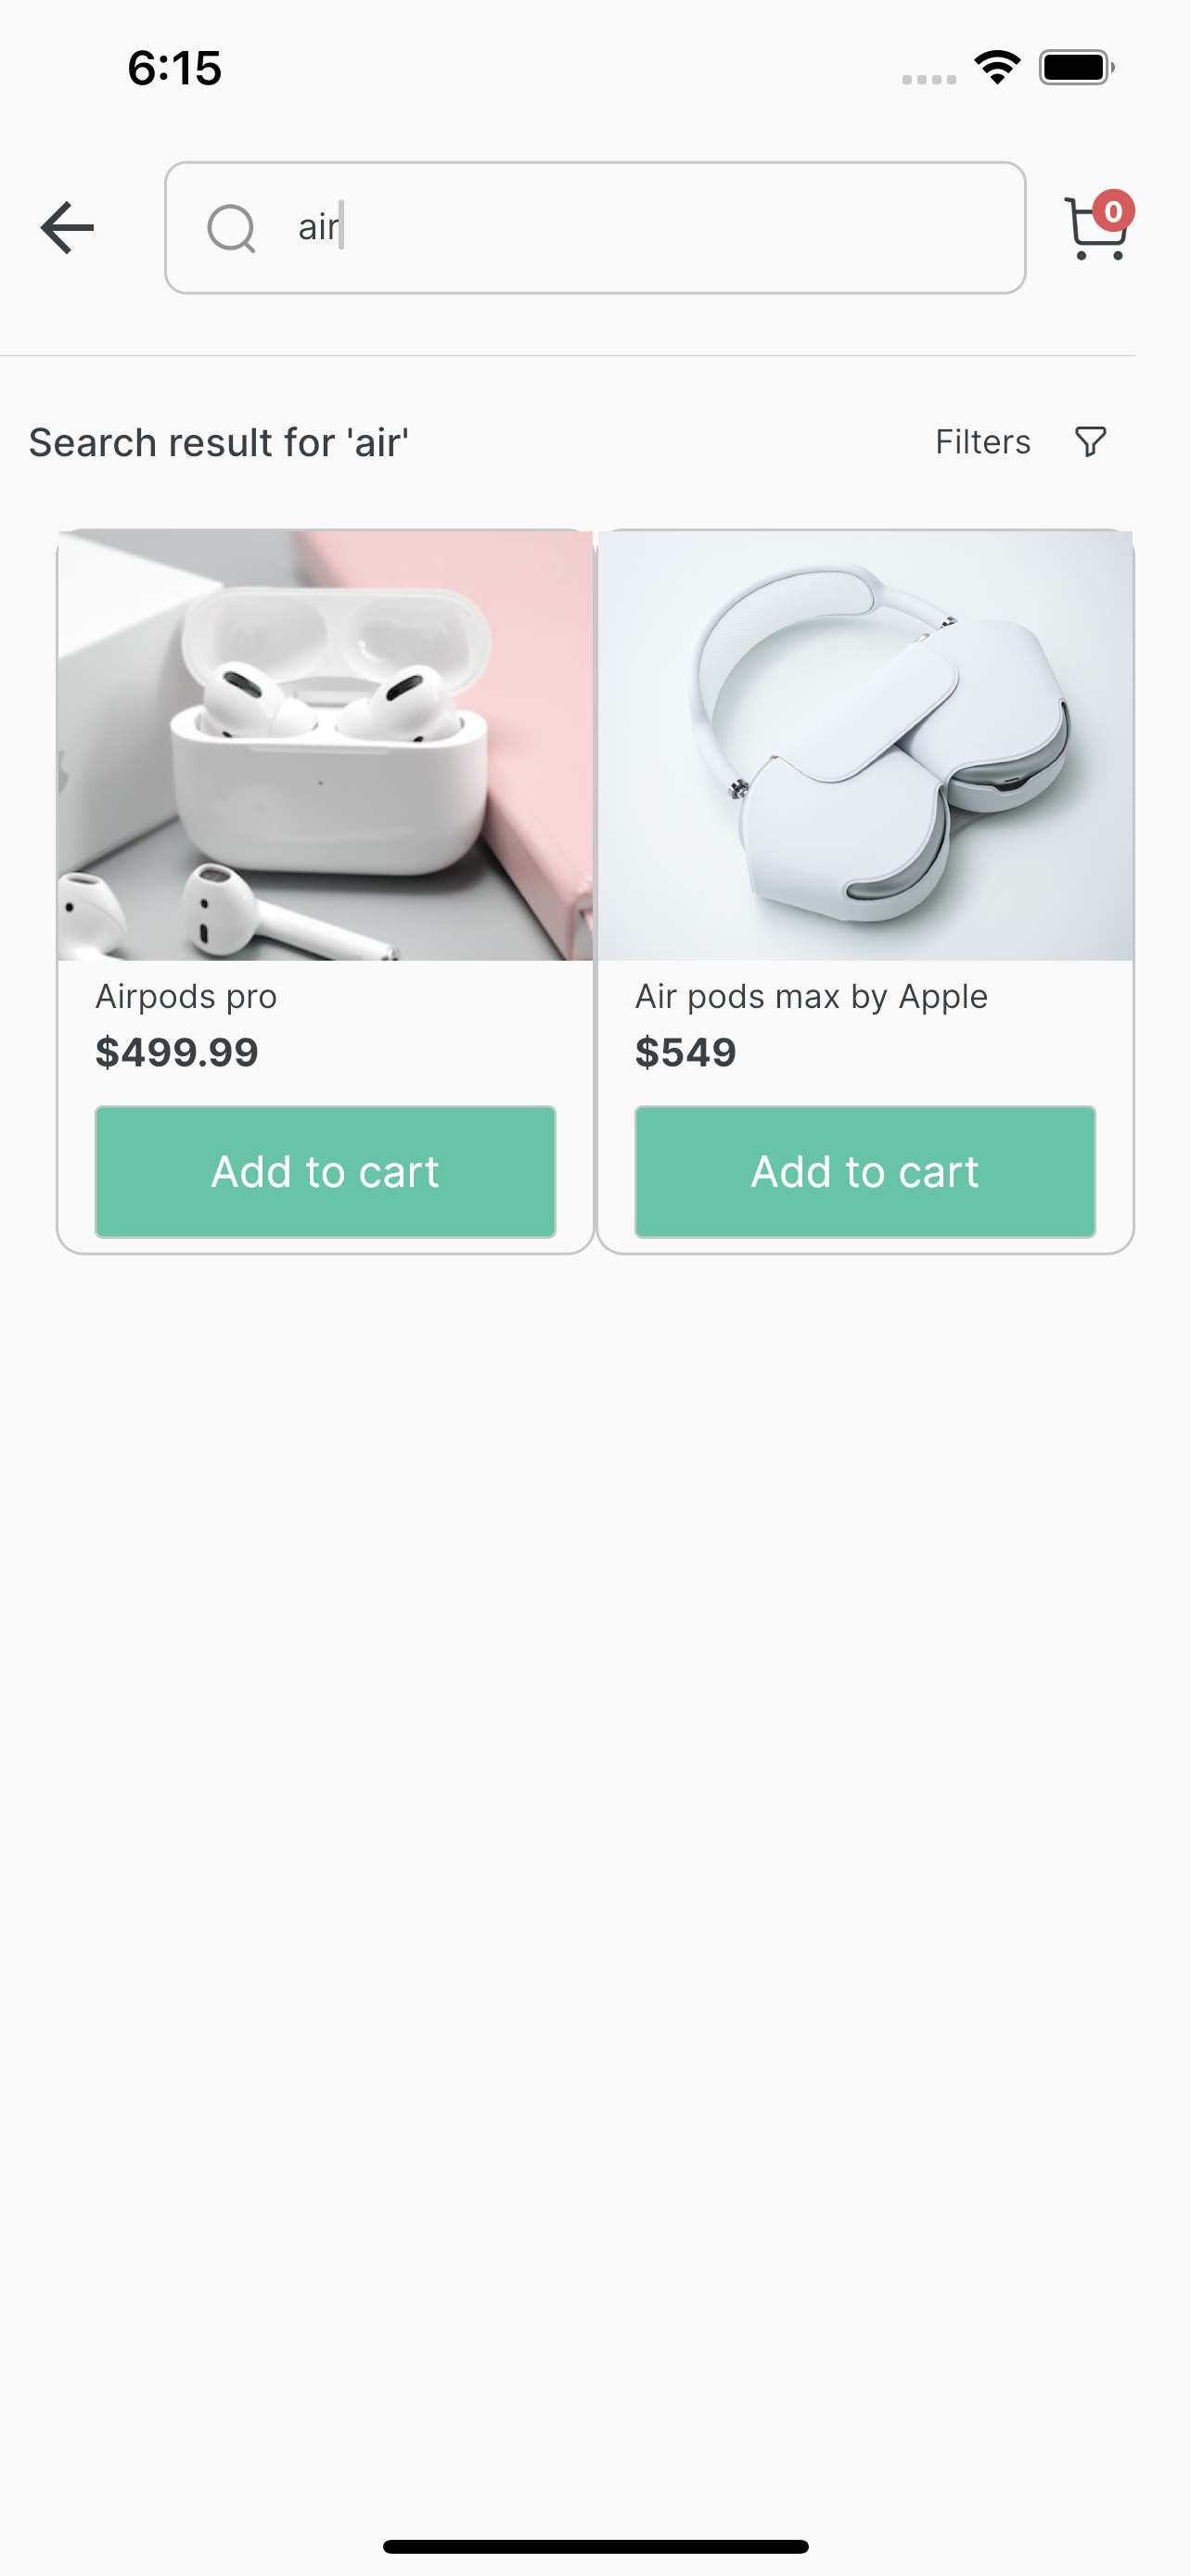 6:15
air
0
Search result for 'air'
Filters
Airpods pro
Air pods max by Apple
$499.99
$549
Add to cart
Add to cart